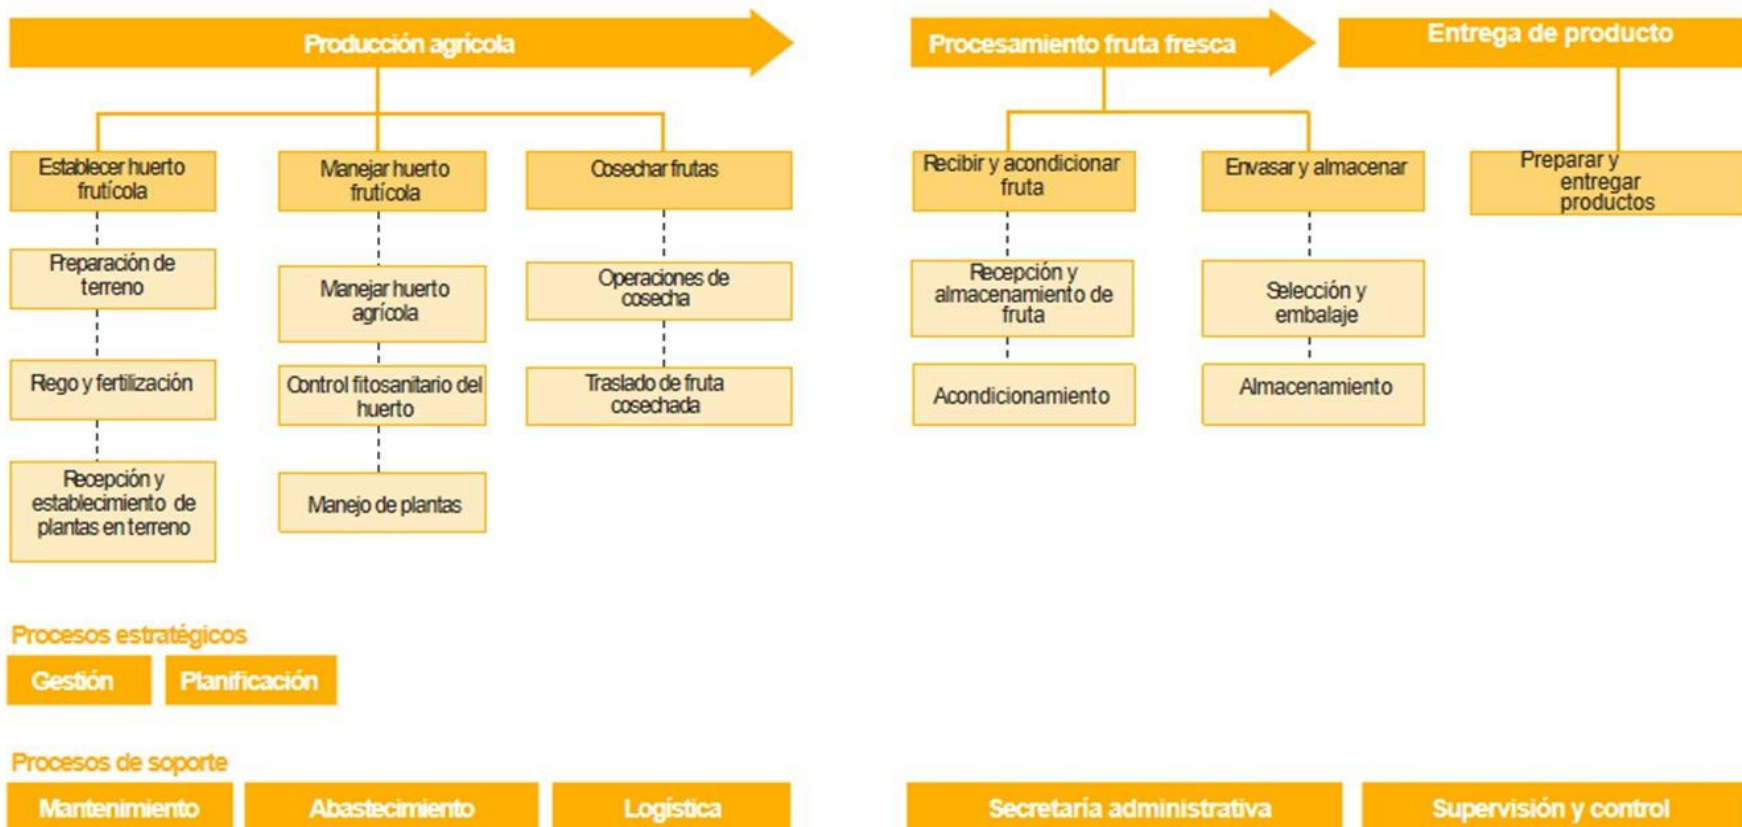 Producción agrícola
Procesamiento fruta fresca
Entrega de producto
Establecer huerto
frutícola
Manejar huerto
frutícola
Cosechar frutas
Recibir y acondicionar
fruta
Envasar y almacenar
Preparar y
entregar
productos
Preparación de
terreno
Manejar huerto
agrícola
Operaciones de
cosecha
Recepción y
almacenamiento de
fruta
Selección y
embalaje
Rego y fertilización
Control fitosanitario del
huerto
Traslado de fruta
cosechada
Acondicionamiento
Almacenamiento
Recepción y
establecimiento de
plantas en terreno
Manejo de plantas
Procesos estratégicos
Gestión
Planificación
Procesos de soporte
Mantenimiento
Abastecimiento
Logística
Secretaría administrativa
Supervisión y control